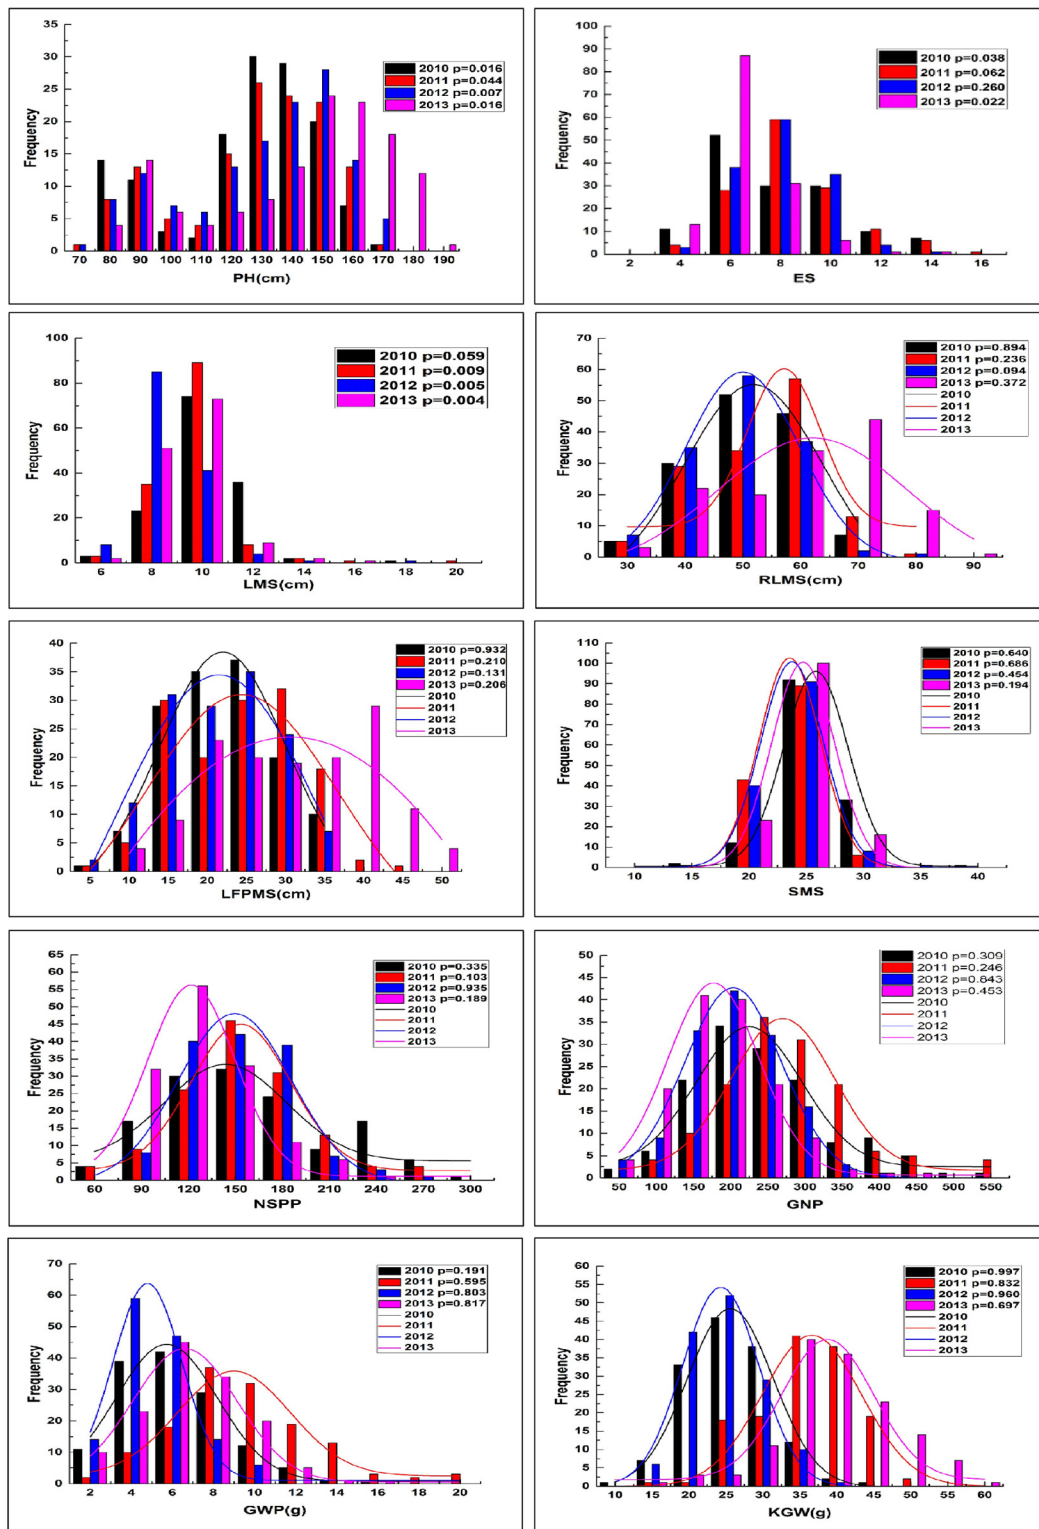 35
30
25
20
15
10
5
0
Frequency
2010 p=0.016
2011 p=0.044
2012 p=0.007
2013 p=0.016
70 80 90 100 110 120 130 140 150 160 170 180 190
PH(cm)
100
90
80
70
60
50
40
30
20
10
0
Frequency
2010 p=0.038
2011 p=0.062
2012 p=0.260
2013 p=0.022
2 4 6 8 10 12 14 16
ES
100
80
60
40
20
0
Frequency
2010 p=0.059
2011 p=0.009
2012 p=0.005
2013 p=0.004
6 8 10 12 14 16 18 20
LMS(cm)
70
60
50
40
30
20
10
0
Frequency
2010 p=0.894
2011 p=0.236
2012 p=0.094
2013 p=0.372
2010
2011
2012
2013
30 40 50 60 70 80 90
RLMS(cm)
40
35
30
25
20
15
10
5
0
Frequency
2010 p=0.932
2011 p=0.210
2012 p=0.131
2013 p=0.206
2010
2011
2012
2013
5 10 15 20 25 30 35 40 45 50
LFPMS(cm)
110
100
90
80
70
60
50
40
30
20
10
0
Frequency
2010 p=0.640
2011 p=0.686
2012 p=0.454
2013 p=0.194
2010
2011
2012
2013
10 15 20 25 30 35 40
SMS
65
60
55
50
45
40
35
30
25
20
15
10
5
0
Frequency
2010 p=0.335
2011 p=0.103
2012 p=0.935
2013 p=0.189
2010
2011
2012
2013
60 90 120 150 180 210 240 270 300
NSPP
50
45
40
35
30
25
20
15
10
5
0
Frequency
2010 p=0.309
2011 p=0.246
2012 p=0.843
2013 p=0.453
2010
2011
2012
2013
50 100 150 200 250 300 350 400 450 500 550
GNP
70
60
50
40
30
20
10
0
Frequency
2010 p=0.191
2011 p=0.595
2012 p=0.803
2013 p=0.817
2010
2011
2012
2013
2 4 6 8 10 12 14 16 18 20
GWP(g)
60
55
50
45
40
35
30
25
20
15
10
5
0
Frequency
2010 p=0.997
2011 p=0.832
2012 p=0.960
2013 p=0.697
2010
2011
2012
2013
10 15 20 25 30 35 40 45 50 55 60
KGW(g)